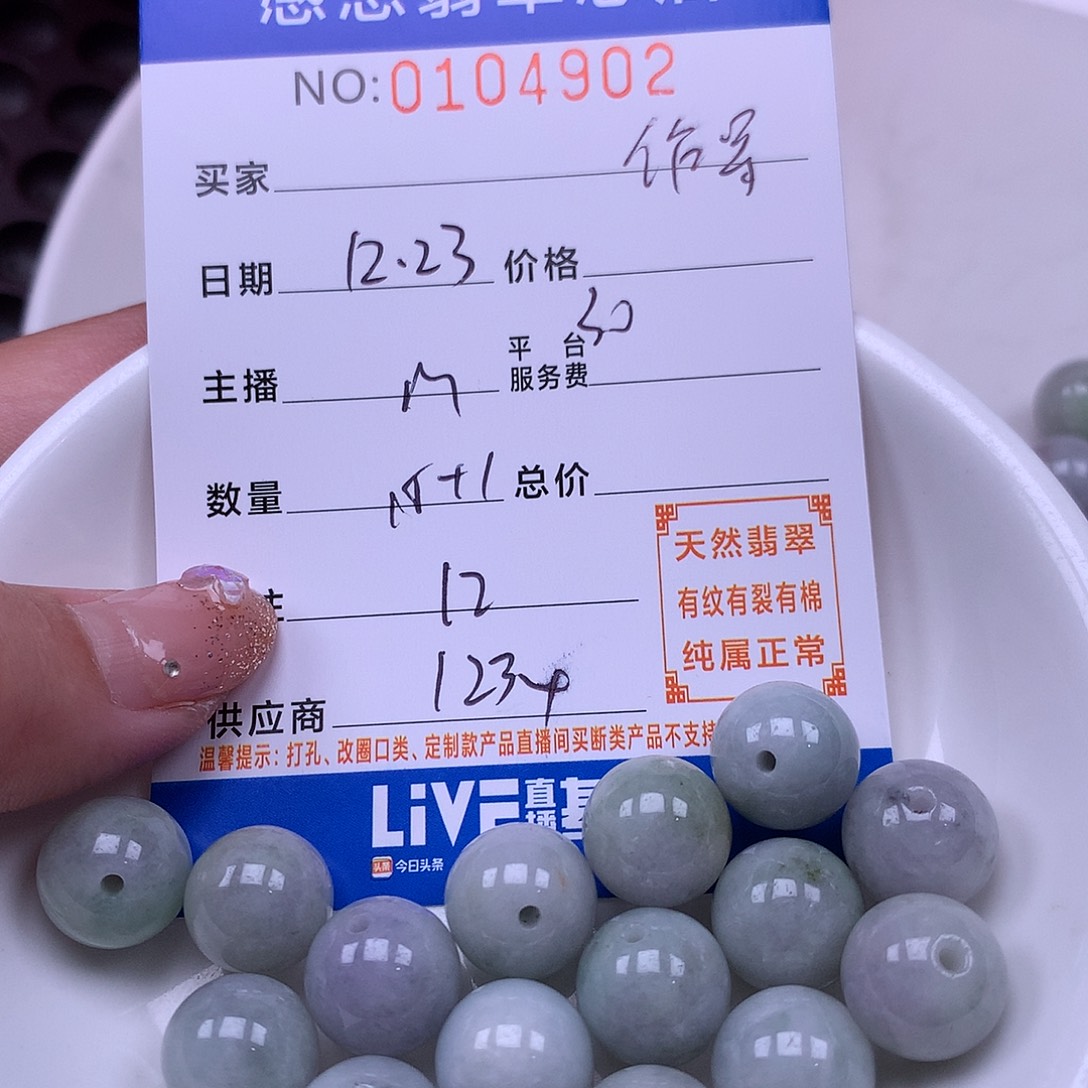 NO:0104902
买家
日期 12.23 价格
30
主播 M 平台服务费
数量 +1 总价
12
供应商 123
天然翡翠
有纹有裂有棉
纯属正常
温馨提示：打孔、改圈口类、定制款产品直播间买断类产品不支持
LiVE直播基
头条 今日头条